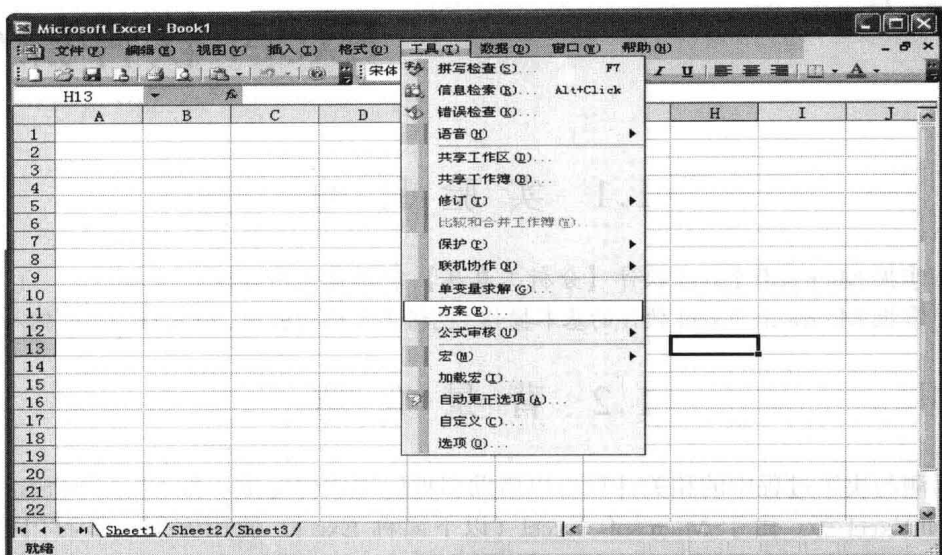 Microsoft Excel - Book1
文件(F) 编辑(E) 视图(V) 插入(I) 格式(O) 工具(T) 数据(D) 窗口(W) 帮助(H)
宋体
H13 fx
A B C D H I J
1
2
3
4
5
6
7
8
9
10
11
12
13
14
15
16
17
18
19
20
21
22
拼写检查(S)... F7
信息检索(R)... Alt+Click
错误检查(K)...
语音(H)
共享工作区(D)...
共享工作簿(B)...
修订(T)
比较和合并工作簿(W)...
保护(P)
联机协作(N)
单变量求解(G)...
方案(E)...
公式审核(U)
宏(M)
加载宏(I)...
自动更正选项(A)...
自定义(C)...
选项(O)...
Sheet1 Sheet2 Sheet3
就绪